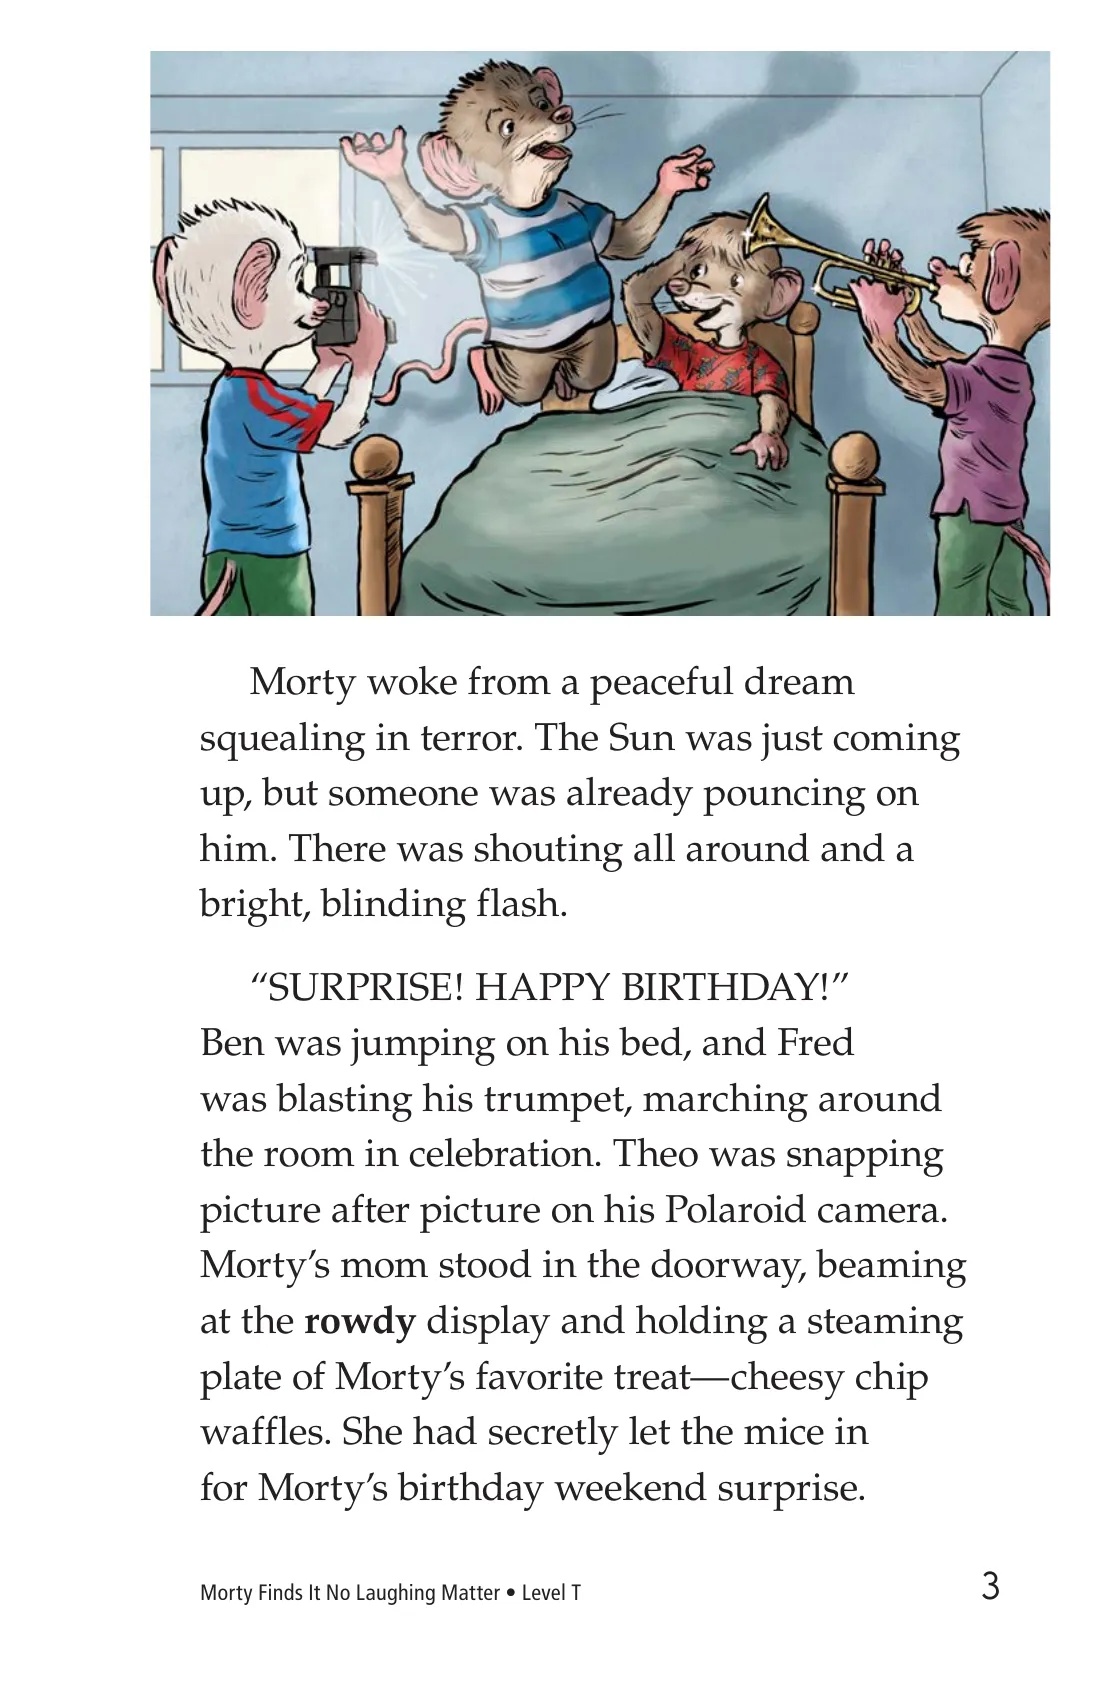 Morty woke from a peaceful dream
squealing in terror. The Sun was just coming
up, but someone was already pouncing on
him. There was shouting all around and a
bright, blinding flash.
“SURPRISE! HAPPY BIRTHDAY!”
Ben was jumping on his bed, and Fred
was blasting his trumpet, marching around
the room in celebration. Theo was snapping
picture after picture on his Polaroid camera.
Morty’s mom stood in the doorway, beaming
at the rowdy display and holding a steaming
plate of Morty’s favorite treat—cheesy chip
waffles. She had secretly let the mice in
for Morty’s birthday weekend surprise.
Morty Finds It No Laughing Matter • Level T
3